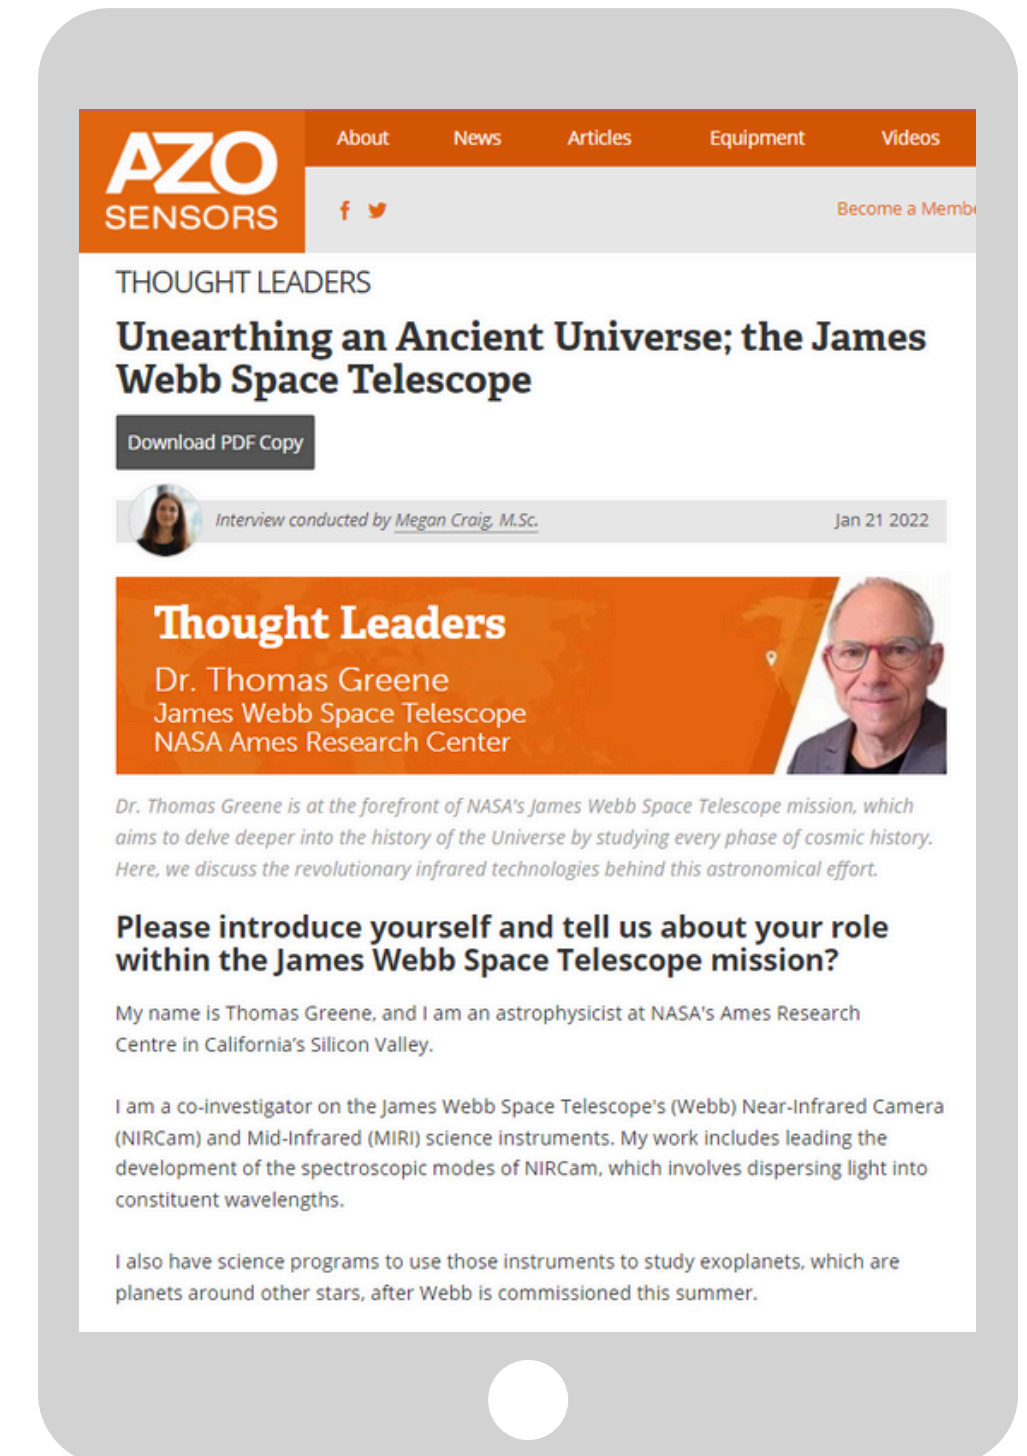 AZO
SENSORS
About News Articles Equipment Videos
Become a Membe
THOUGHT LEADERS
Unearthing an Ancient Universe; the James
Webb Space Telescope
Download PDF Copy
Interview conducted by Megan Craig, M.Sc. Jan 21 2022
Thought Leaders
Dr. Thomas Greene
James Webb Space Telescope
NASA Ames Research Center
Dr. Thomas Greene is at the forefront of NASA's James Webb Space Telescope mission, which
aims to delve deeper into the history of the Universe by studying every phase of cosmic history.
Here, we discuss the revolutionary infrared technologies behind this astronomical effort.
Please introduce yourself and tell us about your role
within the James Webb Space Telescope mission?
My name is Thomas Greene, and I am an astrophysicist at NASA's Ames Research
Centre in California's Silicon Valley.
I am a co-investigator on the James Webb Space Telescope's (Webb) Near-Infrared Camera
(NIRCam) and Mid-Infrared (MIRI) science instruments. My work includes leading the
development of the spectroscopic modes of NIRCam, which involves dispersing light into
constituent wavelengths.
I also have science programs to use those instruments to study exoplanets, which are
planets around other stars, after Webb is commissioned this summer.